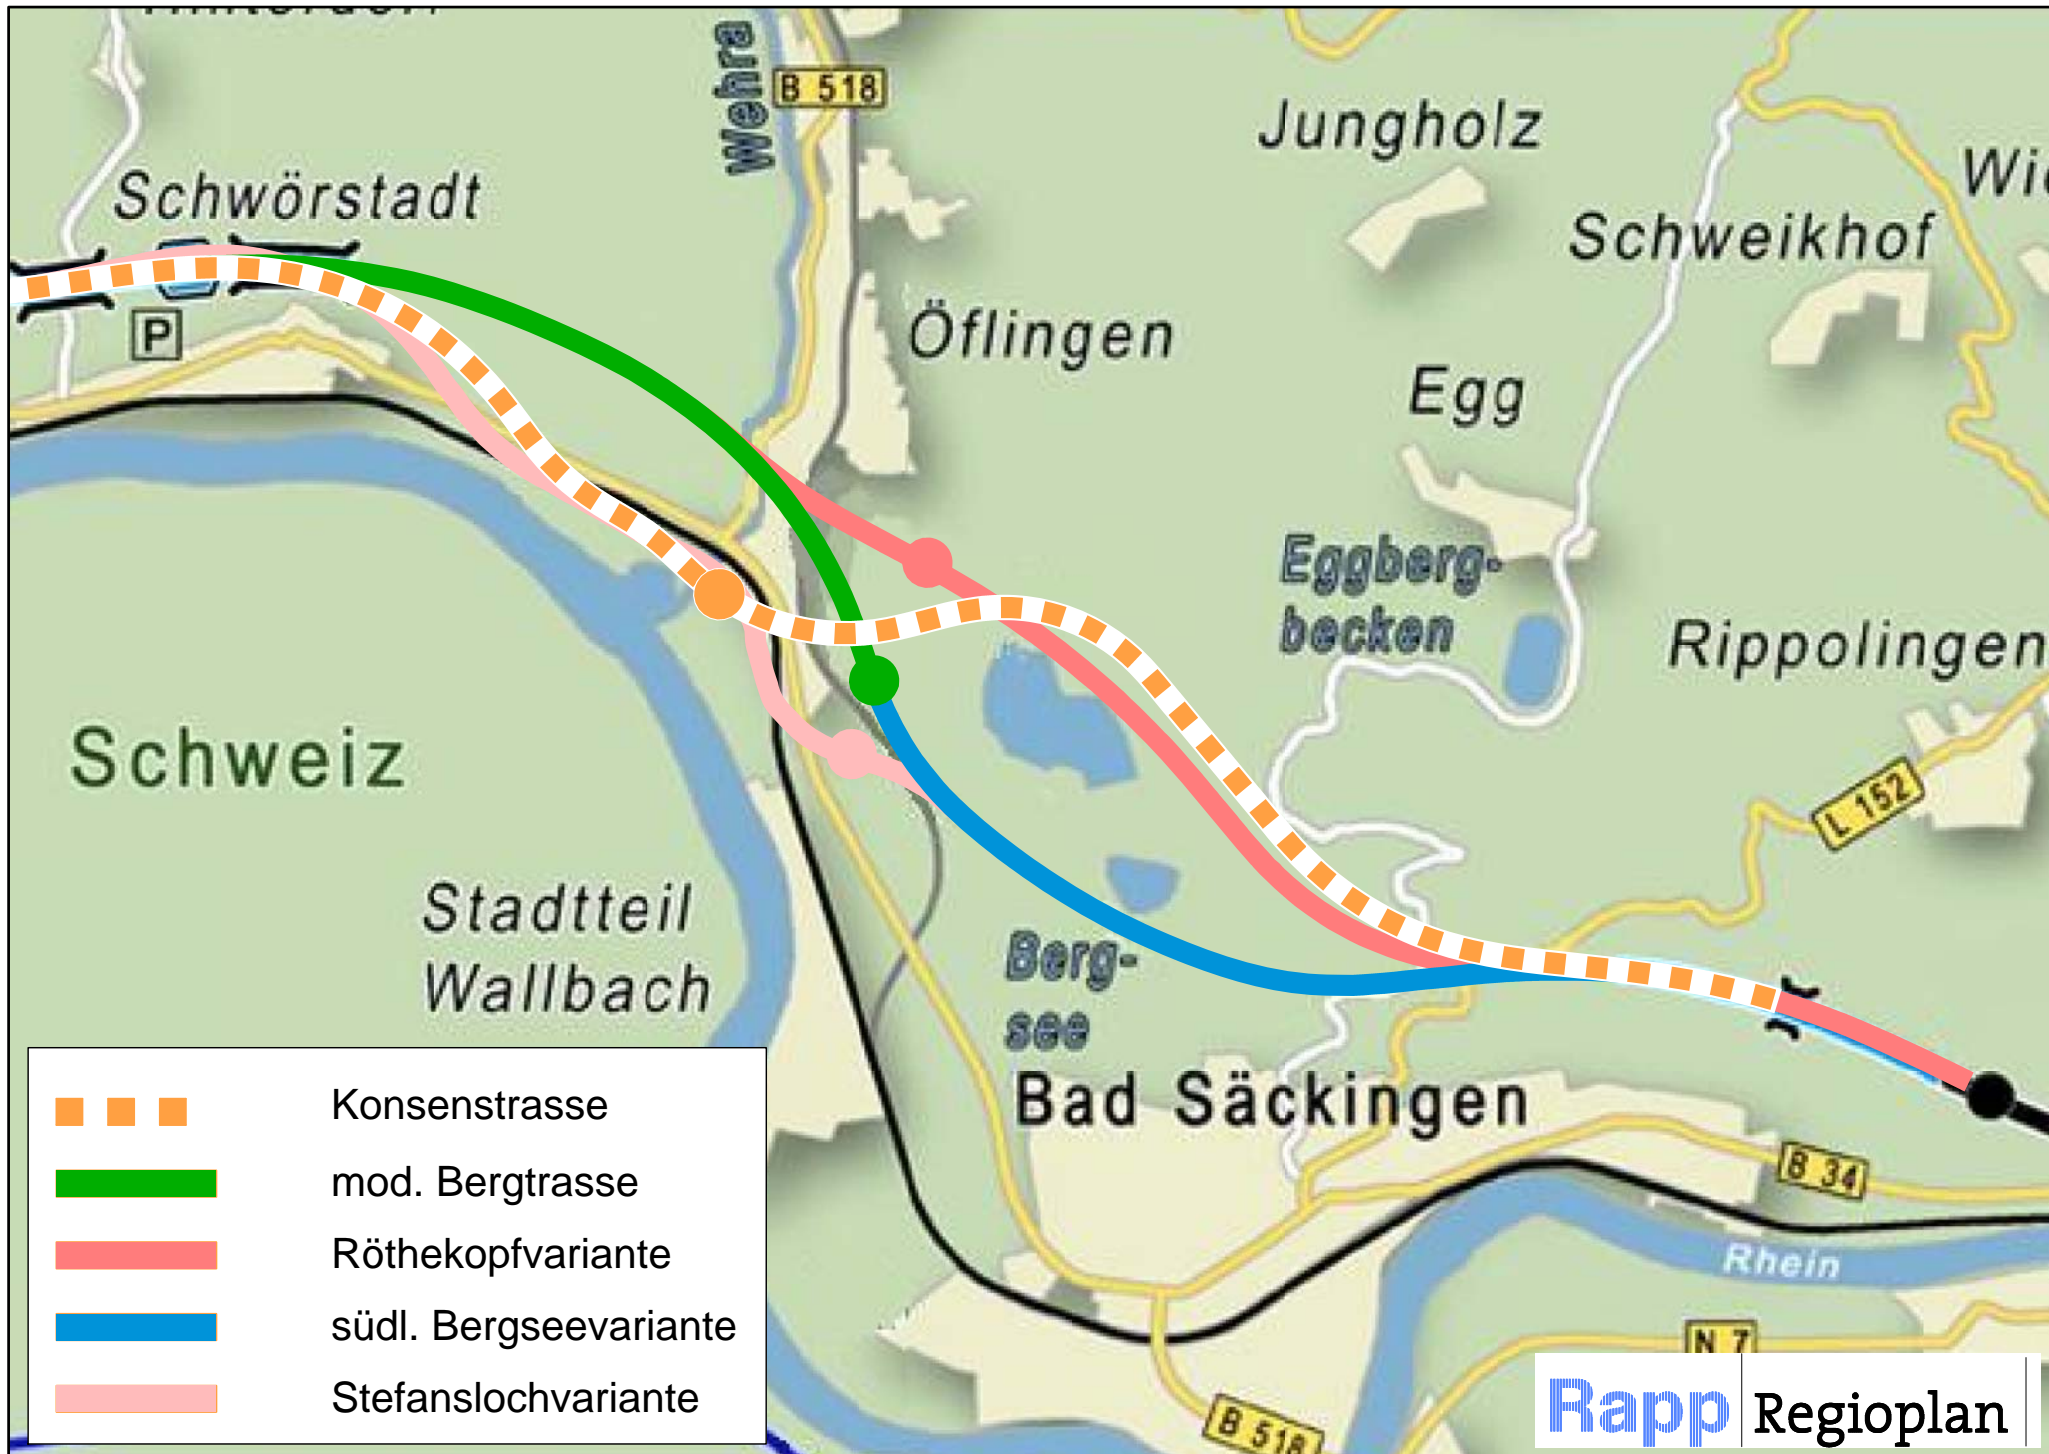 Wehra
B 518
Jungholz
Schwörstadt
Schweikhof
P
Öflingen
Egg
Eggberg-
becken
Rippolingen
Schweiz
L 152
Stadtteil
Wallbach
Berg-
see
Bad Säckingen
B 34
Rhein
N 7
B 518
Konsenstrasse
mod. Bergtrasse
Röthekopfvariante
südl. Bergseevariante
Stefanslochvariante
Rapp Regioplan